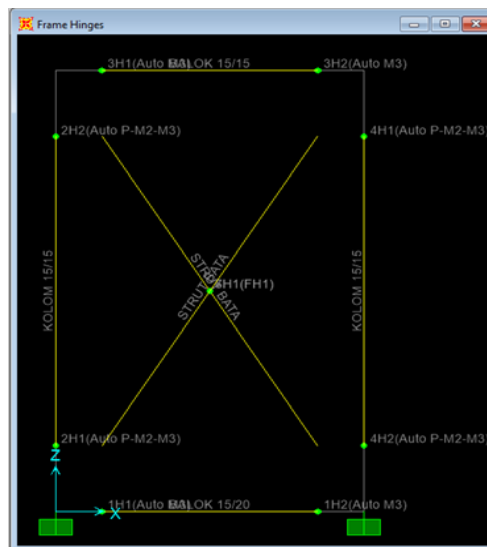 Frame Hinges
3H1(Auto M3)
BALOK 15/15
3H2(Auto M3)
2H2(Auto P-M2-M3)
4H1(Auto P-M2-M3)
KOLOM 15/15
STRUT BATA
STRUT BATA
H1(FH1)
KOLOM 15/15
2H1(Auto P-M2-M3)
4H2(Auto P-M2-M3)
Z
X
1H1(Auto M3)
BALOK 15/20
1H2(Auto M3)